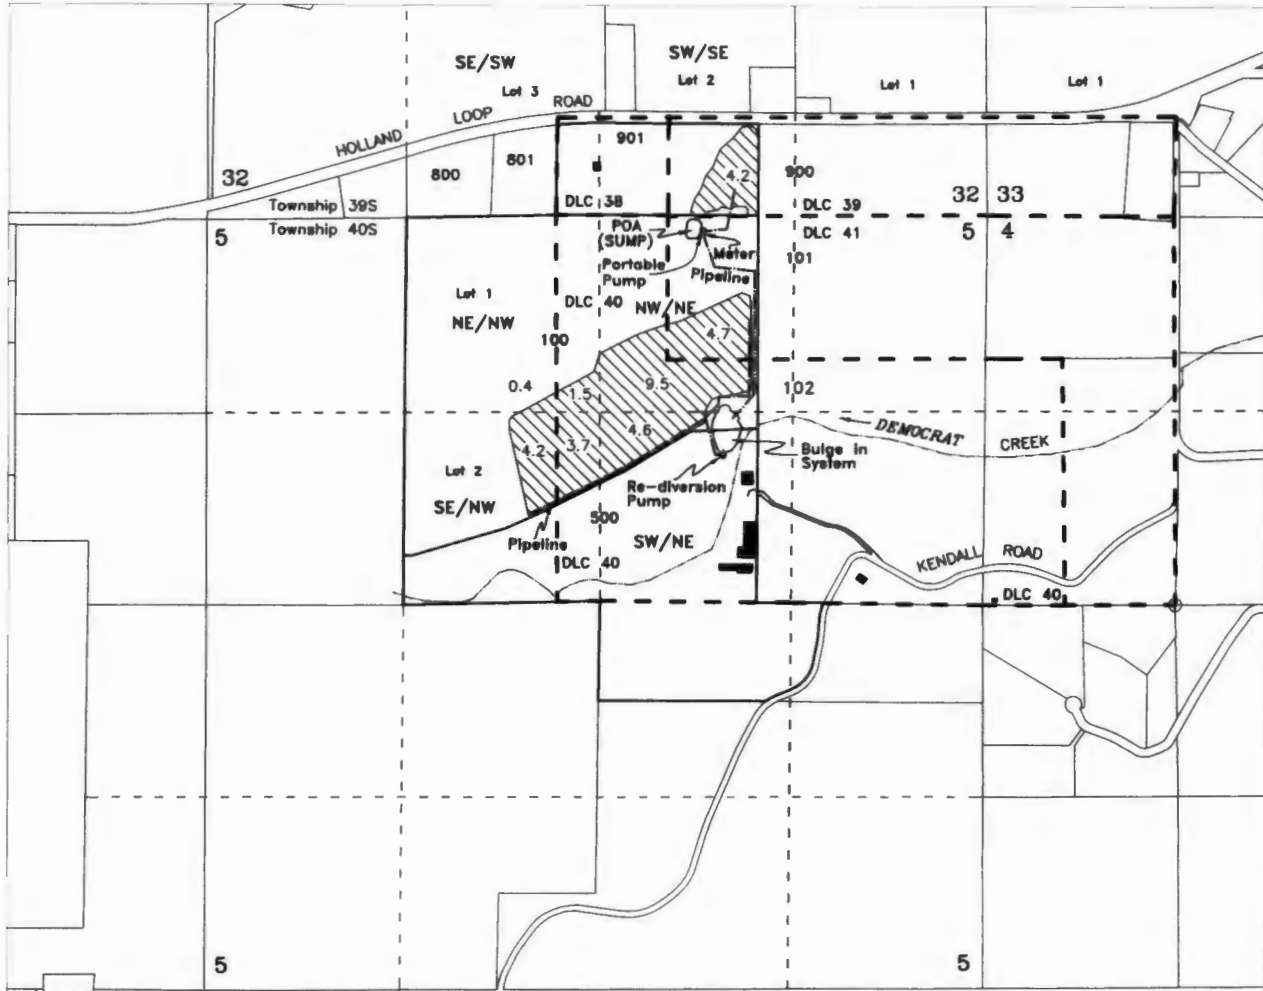 SE/SW
SW/SE
Lot 3
Lot 2
Lot 1
Lot 1
HOLLAND LOOP ROAD
901
801
800
4.2
900
32
32 33
Township 39S
DLC 38
DLC 39
5
Township 40S
POA
(SUMP)
DLC 41
5 4
Meter
101
Portable
Pump
Pipeline
Lot 1
DLC 40
NW/NE
NE/NW
100
4.7
0.4
1.5
9.5
102
4.6
DEMOCRAT CREEK
4.2
3.7
Bulge in
System
Lot 2
Re-diversion
Pump
SE/NW
500
Pipeline
SW/NE
DLC 40
KENDALL ROAD
DLC 40
5
5